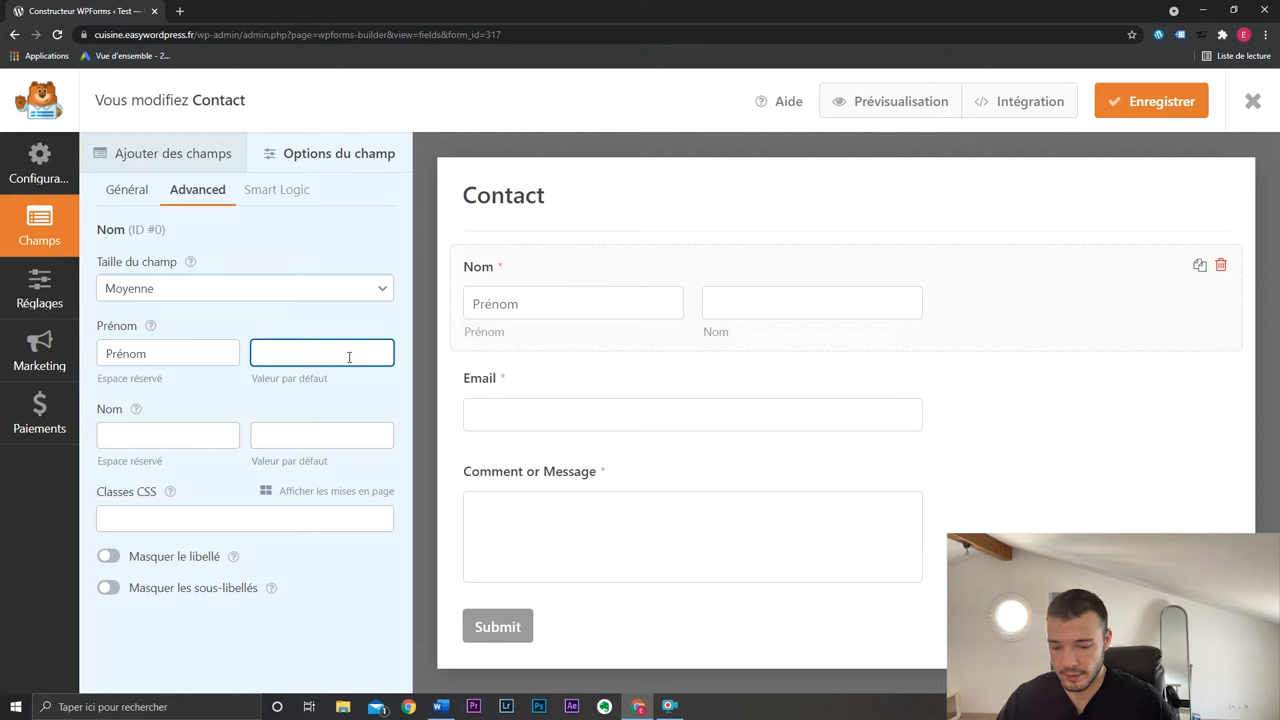 Constructeur WPForms ‹ Test —
cuisine.easywordpress.fr/wp-admin/admin.php?page=wpforms-builder&view=fields&form_id=317
Applications
Vue d'ensemble – 2...
Liste de lecture
Vous modifiez Contact
Aide
Prévisualisation
Intégration
Enregistrer
Configura...
Champs
Réglages
Marketing
Paiements
Ajouter des champs
Options du champ
Général
Advanced
Smart Logic
Nom (ID #0)
Taille du champ
Moyenne
Prénom
Prénom
Espace réservé
Valeur par défaut
Nom
Espace réservé
Valeur par défaut
Classes CSS
Afficher les mises en page
Masquer le libellé
Masquer les sous-libellés
Contact
Nom *
Prénom
Prénom
Nom
Email *
Comment or Message *
Submit
Taper ici pour rechercher